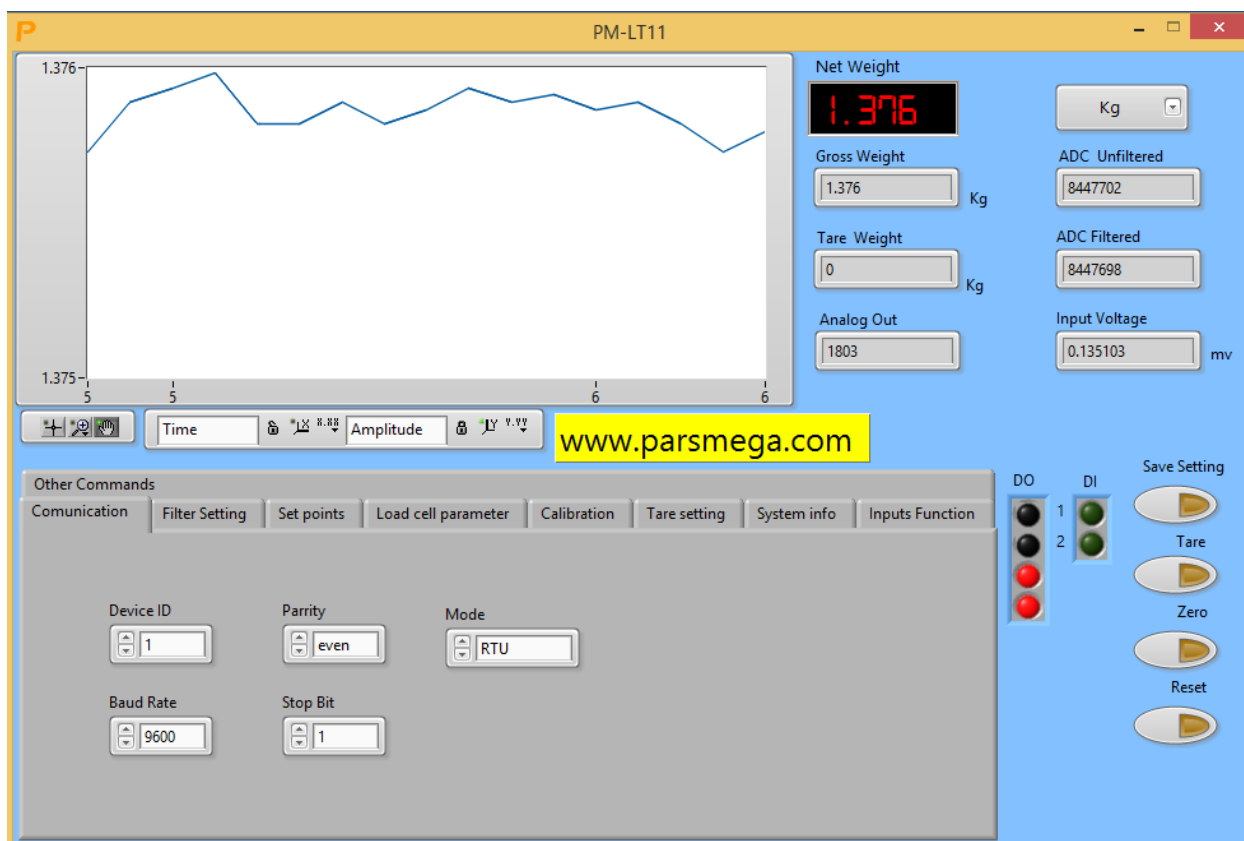 PM-LT11
1.376
1.375
5
5
6
6
Net Weight
1.376
Kg
Gross Weight
1.376
Kg
ADC Unfiltered
8447702
Tare Weight
0
Kg
ADC Filtered
8447698
Analog Out
1803
Input Voltage
0.135103
mv
Time
Amplitude
www.parsmega.com
Other Commands
Comunication
Filter Setting
Set points
Load cell parameter
Calibration
Tare setting
System info
Inputs Function
Device ID
1
Parrity
even
Mode
RTU
Baud Rate
9600
Stop Bit
1
DO
DI
1
2
Save Setting
Tare
Zero
Reset